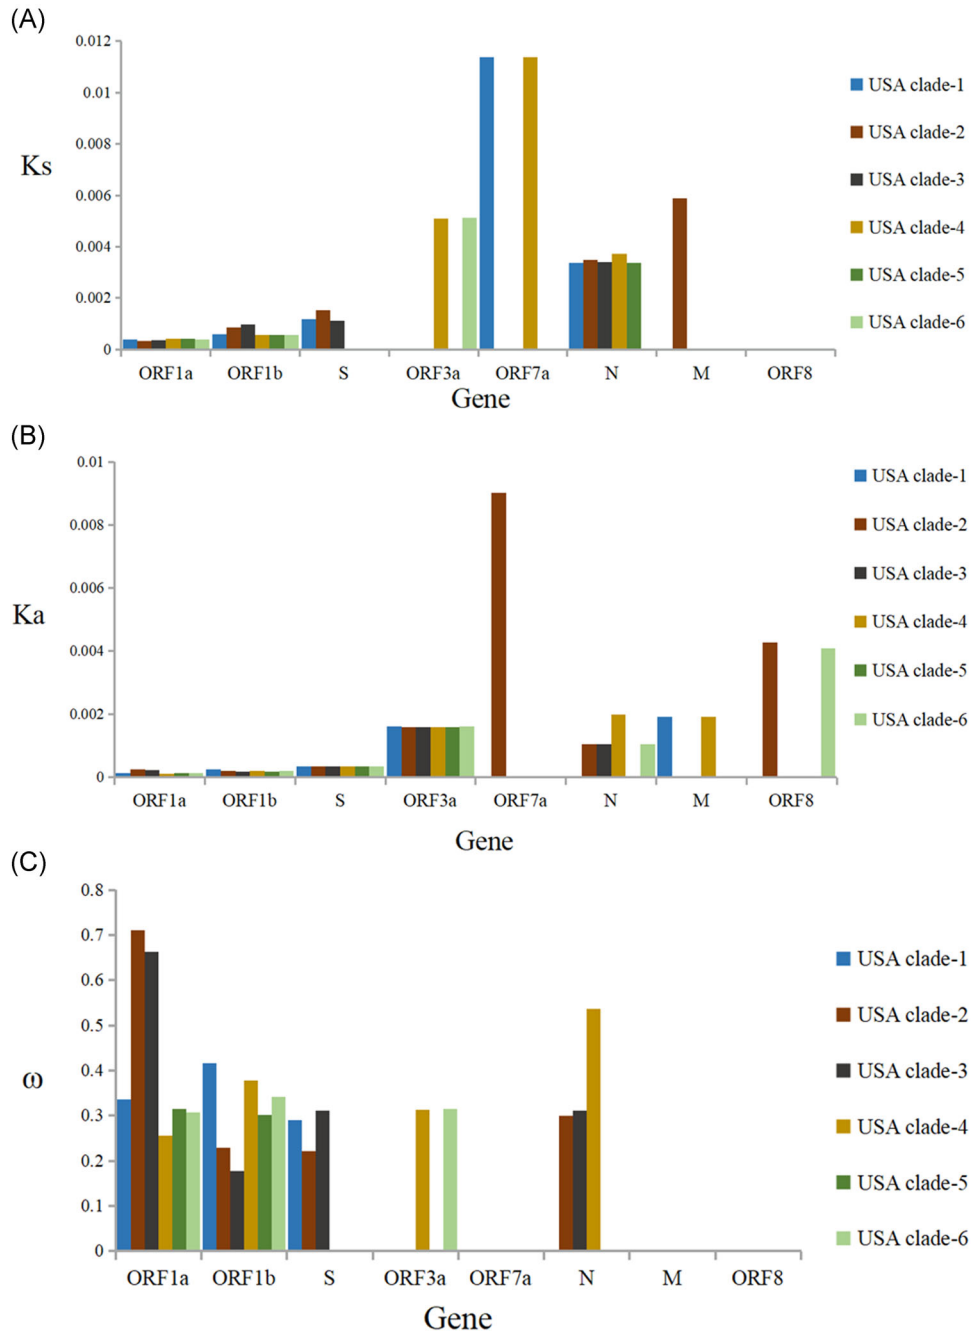 (A)
0.012
0.01
0.008
0.006
0.004
0.002
0
Ks
ORF1a ORF1b S ORF3a ORF7a N M ORF8
Gene
USA clade-1
USA clade-2
USA clade-3
USA clade-4
USA clade-5
USA clade-6
(B)
0.01
0.008
0.006
0.004
0.002
0
Ka
ORF1a ORF1b S ORF3a ORF7a N M ORF8
Gene
USA clade-1
USA clade-2
USA clade-3
USA clade-4
USA clade-5
USA clade-6
(C)
0.8
0.7
0.6
0.5
0.4
0.3
0.2
0.1
0
ω
ORF1a ORF1b S ORF3a ORF7a N M ORF8
Gene
USA clade-1
USA clade-2
USA clade-3
USA clade-4
USA clade-5
USA clade-6